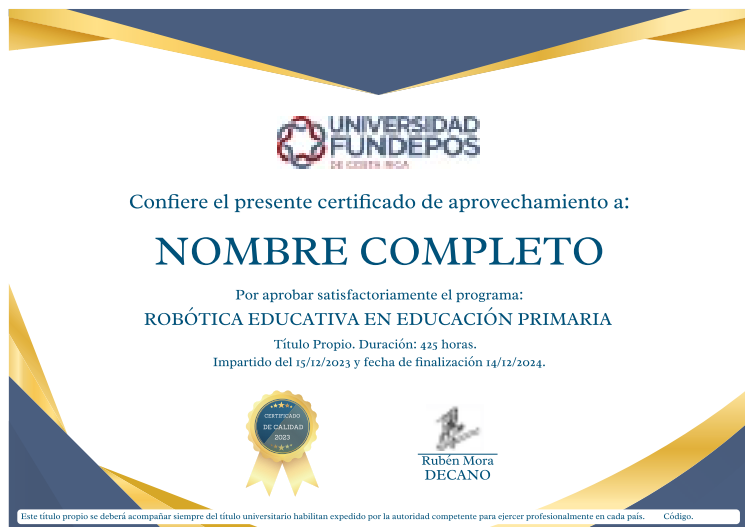 UNIVERSIDAD
FUNDEPOS
DE COSTA RICA
Confiere el presente certificado de aprovechamiento a:
NOMBRE COMPLETO
Por aprobar satisfactoriamente el programa:
ROBÓTICA EDUCATIVA EN EDUCACIÓN PRIMARIA
Título Propio. Duración: 425 horas.
Impartido del 15/12/2023 y fecha de finalización 14/12/2024.
CERTIFICADO
DE CALIDAD
2023
Rubén Mora
DECANO
Este título propio se deberá acompañar siempre del título universitario habilitan expedido por la autoridad competente para ejercer profesionalmente en cada país. Código.